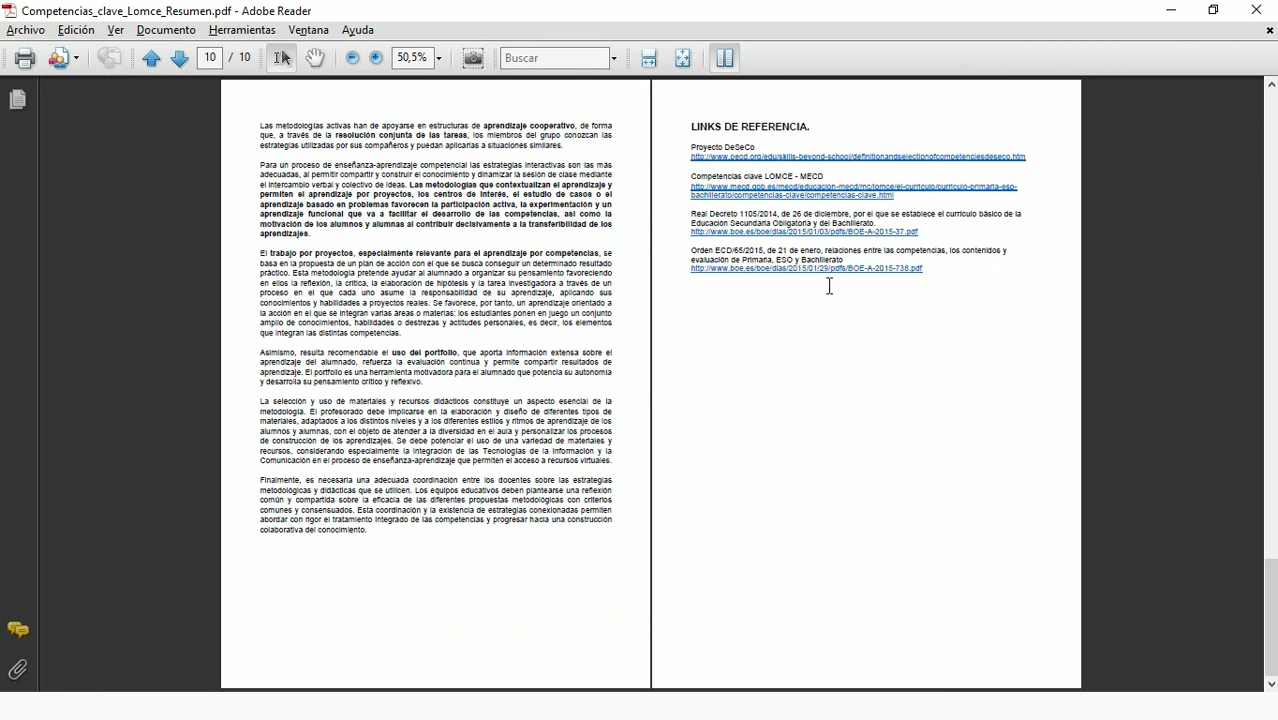 Competencias_clave_Lomce_Resumen.pdf - Adobe Reader
Archivo Edición Ver Documento Herramientas Ventana Ayuda
10 / 10 50,5% Buscar
Las metodologías activas han de apoyarse en estructuras de aprendizaje cooperativo, de forma
que, a través de la resolución conjunta de las tareas, los miembros del grupo conozcan las
estrategias utilizadas por sus compañeros y puedan aplicarlas a situaciones similares.
Para un proceso de enseñanza-aprendizaje competencial las estrategias interactivas son las más
adecuadas, al permitir compartir y construir el conocimiento y dinamizar la sesión de clase mediante
el intercambio verbal y colectivo de ideas. Las metodologías que contextualizan el aprendizaje y
permiten el aprendizaje por proyectos, los centros de interés, el estudio de casos o el
aprendizaje basado en problemas favorecen la participación activa, la experimentación y un
aprendizaje funcional que va a facilitar el desarrollo de las competencias, así como la
motivación de los alumnos y alumnas al contribuir decisivamente a la transferibilidad de los
aprendizajes.
El trabajo por proyectos, especialmente relevante para el aprendizaje por competencias, se
basa en la propuesta de un plan de acción con el que se busca conseguir un determinado resultado
práctico. Esta metodología pretende ayudar al alumnado a organizar su pensamiento favoreciendo
en ellos la reflexión, la crítica, la elaboración de hipótesis y la tarea investigadora a través de un
proceso en el que cada uno asume la responsabilidad de su aprendizaje, aplicando sus
conocimientos y habilidades a proyectos reales. Se favorece, por tanto, un aprendizaje orientado a
la acción en el que se integran varias áreas o materias: los estudiantes ponen en juego un conjunto
amplio de conocimientos, habilidades o destrezas y actitudes personales, es decir, los elementos
que integran las distintas competencias.
Asimismo, resulta recomendable el uso del portfolio, que aporta información extensa sobre el
aprendizaje del alumnado, refuerza la evaluación continua y permite compartir resultados de
aprendizaje. El portfolio es una herramienta motivadora para el alumnado que potencia su autonomía
y desarrolla su pensamiento crítico y reflexivo.
La selección y uso de materiales y recursos didácticos constituye un aspecto esencial de la
metodología. El profesorado debe implicarse en la elaboración y diseño de diferentes tipos de
materiales, adaptados a los distintos niveles y a los diferentes estilos y ritmos de aprendizaje de los
alumnos y alumnas, con el objeto de atender a la diversidad en el aula y personalizar los procesos
de construcción de los aprendizajes. Se debe potenciar el uso de una variedad de materiales y
recursos, considerando especialmente la integración de las Tecnologías de la Información y la
Comunicación en el proceso de enseñanza-aprendizaje que permiten el acceso a recursos virtuales.
Finalmente, es necesaria una adecuada coordinación entre los docentes sobre las estrategias
metodológicas y didácticas que se utilicen. Los equipos educativos deben plantearse una reflexión
común y compartida sobre la eficacia de las diferentes propuestas metodológicas con criterios
comunes y consensuados. Esta coordinación y la existencia de estrategias conexionadas permiten
abordar con rigor el tratamiento integrado de las competencias y progresar hacia una construcción
colaborativa del conocimiento.
LINKS DE REFERENCIA.
Proyecto DeSeCo
http://www.oecd.org/edu/skills-beyond-school/definitionandselectionofcompetenciesdeseco.htm
Competencias clave LOMCE - MECD
http://www.mecd.gob.es/mecd/educacion-mecd/mc/lomce/el-curriculo/curriculo-primaria-eso-
bachillerato/competencias-clave/competencias-clave.html
Real Decreto 1105/2014, de 26 de diciembre, por el que se establece el currículo básico de la
Educación Secundaria Obligatoria y del Bachillerato.
http://www.boe.es/boe/dias/2015/01/03/pdfs/BOE-A-2015-37.pdf
Orden ECD/65/2015, de 21 de enero, relaciones entre las competencias, los contenidos y
evaluación de Primaria, ESO y Bachillerato
http://www.boe.es/boe/dias/2015/01/29/pdfs/BOE-A-2015-738.pdf